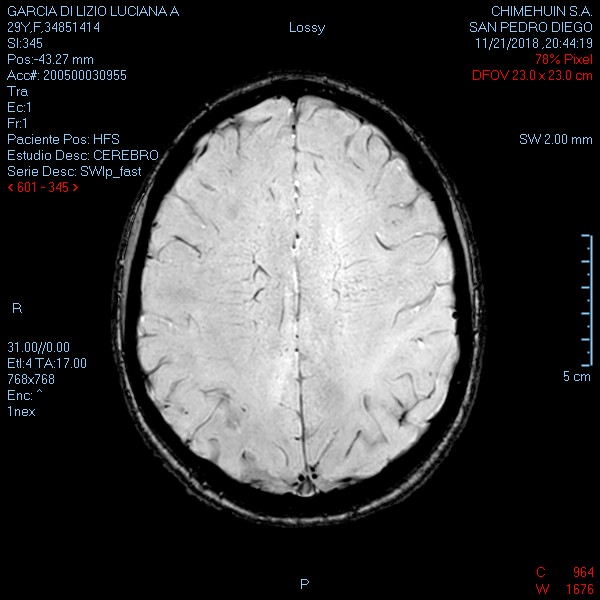 GARCIA DI LIZIO LUCIANA A
29Y,F,34851414
Sl:345
Pos:-43.27 mm
Acc#: 200500030955
Tra
Ec:1
Fr:1
Paciente Pos: HFS
Estudio Desc: CEREBRO
Serie Desc: SWIp_fast
< 601 - 345 >
Lossy
CHIMEHUIN S.A.
SAN PEDRO DIEGO
11/21/2018 ,20:44:19
78% Pixel
DFOV 23.0 x 23.0 cm
SW 2.00 mm
R
31.00//0.00
Etl:4 TA:17.00
768x768
Enc: ^
1nex
5 cm
P
C 964
W 1676